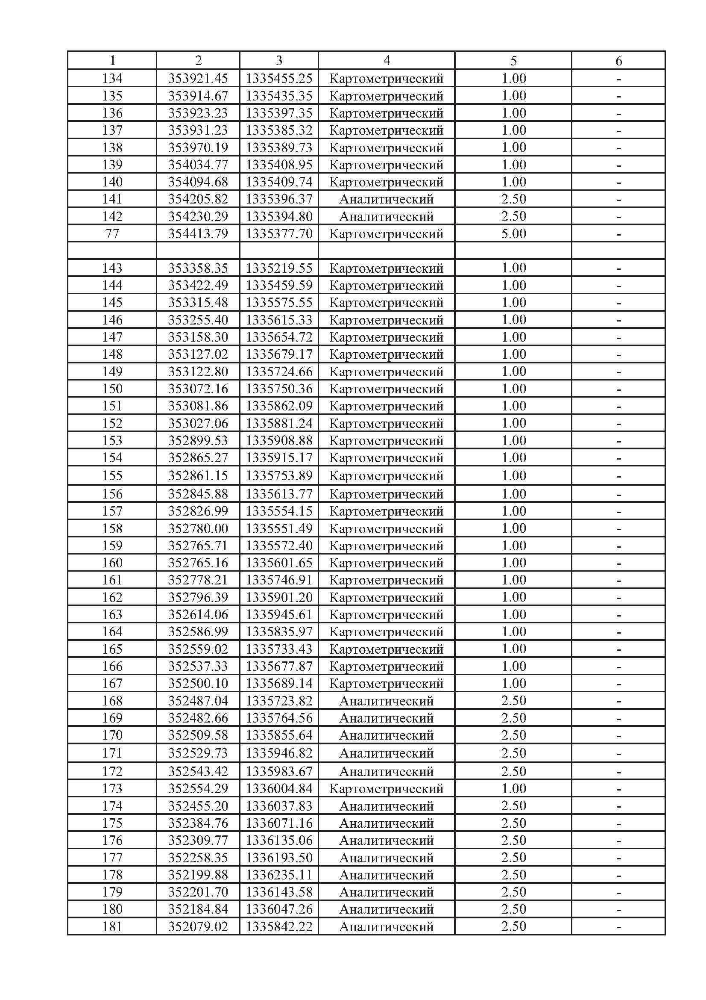 1 2 3 4 5 6
134 353921.45 1335455.25 Картометрический 1.00 -
135 353914.67 1335435.35 Картометрический 1.00 -
136 353923.23 1335397.35 Картометрический 1.00 -
137 353931.23 1335385.32 Картометрический 1.00 -
138 353970.19 1335389.73 Картометрический 1.00 -
139 354034.77 1335408.95 Картометрический 1.00 -
140 354094.68 1335409.74 Картометрический 1.00 -
141 354205.82 1335396.37 Аналитический 2.50 -
142 354230.29 1335394.80 Аналитический 2.50 -
77 354413.79 1335377.70 Картометрический 5.00 -
143 353358.35 1335219.55 Картометрический 1.00 -
144 353422.49 1335459.59 Картометрический 1.00 -
145 353315.48 1335575.55 Картометрический 1.00 -
146 353255.40 1335615.33 Картометрический 1.00 -
147 353158.30 1335654.72 Картометрический 1.00 -
148 353127.02 1335679.17 Картометрический 1.00 -
149 353122.80 1335724.66 Картометрический 1.00 -
150 353072.16 1335750.36 Картометрический 1.00 -
151 353081.86 1335862.09 Картометрический 1.00 -
152 353027.06 1335881.24 Картометрический 1.00 -
153 352899.53 1335908.88 Картометрический 1.00 -
154 352865.27 1335915.17 Картометрический 1.00 -
155 352861.15 1335753.89 Картометрический 1.00 -
156 352845.88 1335613.77 Картометрический 1.00 -
157 352826.99 1335554.15 Картометрический 1.00 -
158 352780.00 1335551.49 Картометрический 1.00 -
159 352765.71 1335572.40 Картометрический 1.00 -
160 352765.16 1335601.65 Картометрический 1.00 -
161 352778.21 1335746.91 Картометрический 1.00 -
162 352796.39 1335901.20 Картометрический 1.00 -
163 352614.06 1335945.61 Картометрический 1.00 -
164 352586.99 1335835.97 Картометрический 1.00 -
165 352559.02 1335733.43 Картометрический 1.00 -
166 352537.33 1335677.87 Картометрический 1.00 -
167 352500.10 1335689.14 Картометрический 1.00 -
168 352487.04 1335723.82 Аналитический 2.50 -
169 352482.66 1335764.56 Аналитический 2.50 -
170 352509.58 1335855.64 Аналитический 2.50 -
171 352529.73 1335946.82 Аналитический 2.50 -
172 352543.42 1335983.67 Аналитический 2.50 -
173 352554.29 1336004.84 Картометрический 1.00 -
174 352455.20 1336037.83 Аналитический 2.50 -
175 352384.76 1336071.16 Аналитический 2.50 -
176 352309.77 1336135.06 Аналитический 2.50 -
177 352258.35 1336193.50 Аналитический 2.50 -
178 352199.88 1336235.11 Аналитический 2.50 -
179 352201.70 1336143.58 Аналитический 2.50 -
180 352184.84 1336047.26 Аналитический 2.50 -
181 352079.02 1335842.22 Аналитический 2.50 -